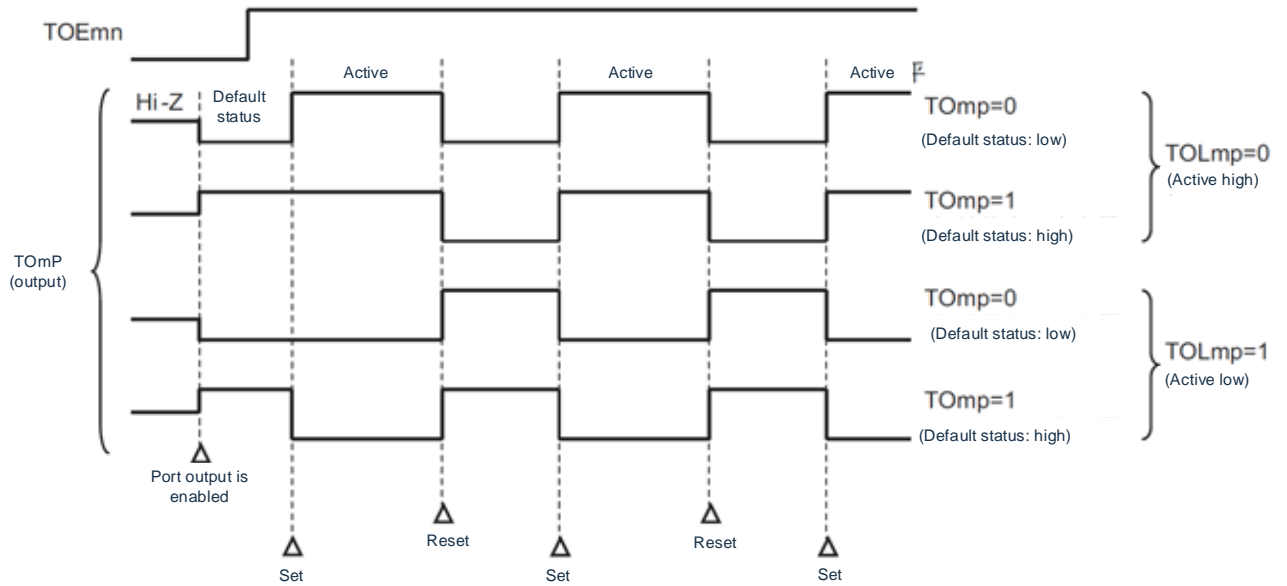 TOEmn
Active
Active
Active
平
Hi-Z
Default
status
TOmp=0
(Default status: low)
TOLmp=0
(Active high)
TOmp=1
(Default status: high)
TOmP
(output)
TOmp=0
(Default status: low)
TOLmp=1
(Active low)
TOmp=1
(Default status: high)
Port output is
enabled
Reset
Reset
Set
Set
Set